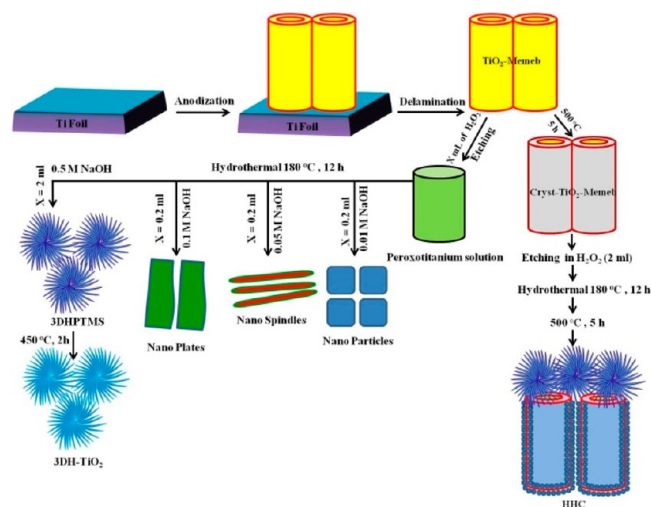 Ti Foil
Anodization
Ti Foil
Delamination
TiO2-Memeb
X mL of H2O2
Etching
500 °C
5 h
Cryst-TiO2-Memeb
Etching in H2O2 (2 ml)
Hydrothermal 180 °C , 12 h
500 °C , 5 h
HHC
Peroxotitanium solution
Hydrothermal 180 °C , 12 h
X = 2 ml
0.5 M NaOH
3DHPTMS
450 °C , 2h
3DH-TiO2
X = 0.2 ml
0.1 M NaOH
Nano Plates
X = 0.2 ml
0.05 M NaOH
Nano Spindles
X = 0.2 ml
0.01 M NaOH
Nano Particles